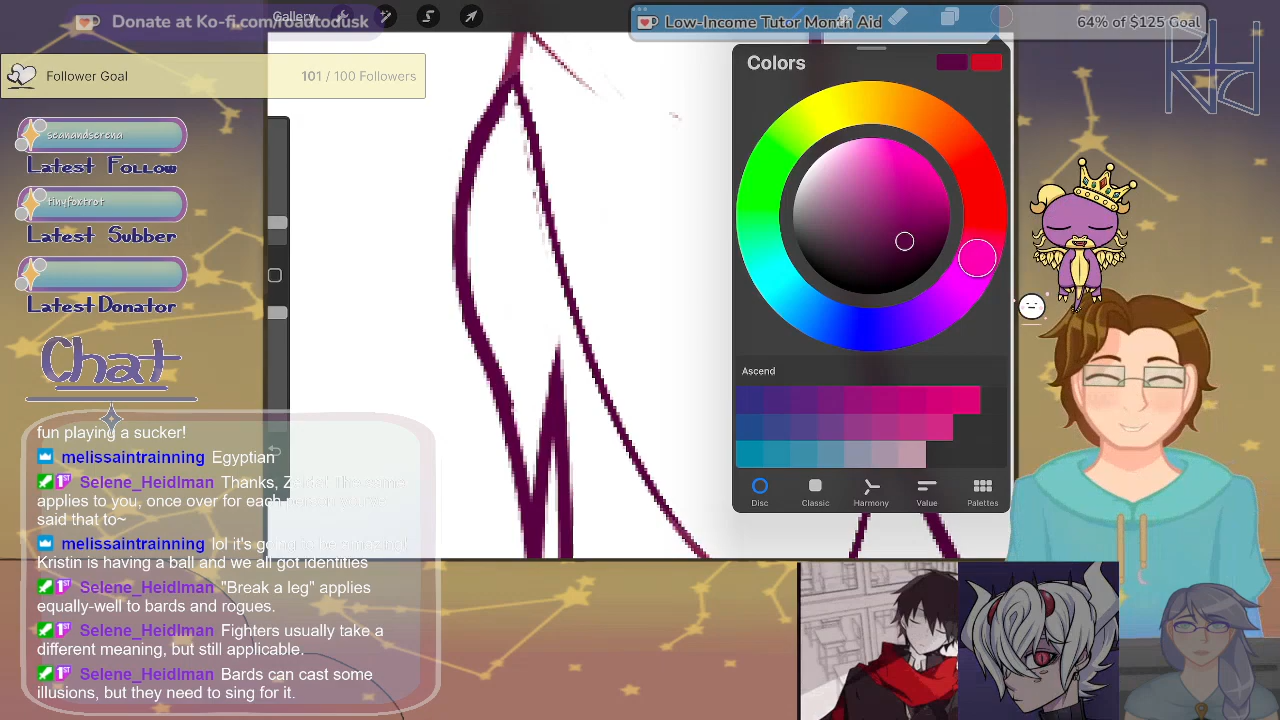 Donate at Ko-fi.com/rosetodusk
Gallery
Low-Income Tutor Month Aid
64% of $125 Goal
Follower Goal
101 / 100 Followers
seanandserena
Latest Follow
tinyfoxtrot
Latest Subber
Latest Donator
Chat
fun playing a sucker!
melissaintrainning Egyptian
Selene_Heidlman Thanks,
applies to you, once over for each
said that to~
melissaintrainning lol it's
Kristin is having a ball and we all got identities
Selene_Heidlman "Break a leg" applies
equally-well to bards and rogues.
Selene_Heidlman Fighters usually take a
different meaning, but still applicable.
Selene_Heidlman Bards can cast some
illusions, but they need to sing for it.
Colors
Ascend
Disc
Classic
Harmony
Value
Palettes